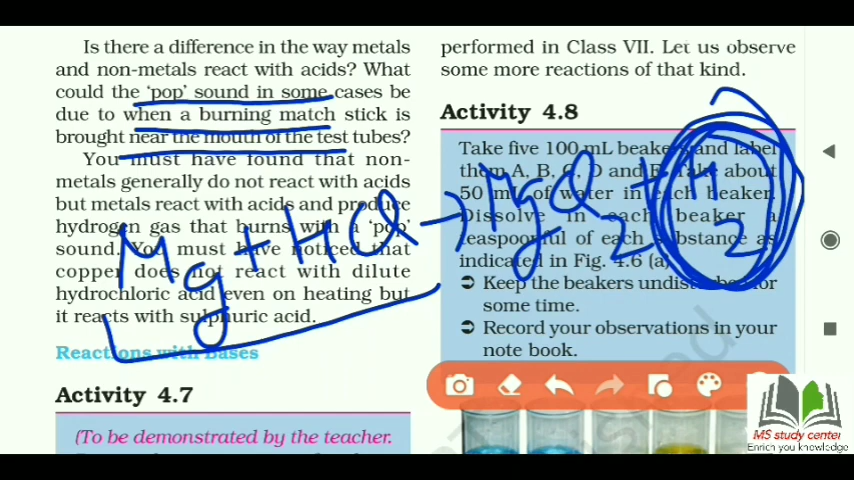 Is there a difference in the way metals
and non-metals react with acids? What
could the 'pop' sound in some cases be
due to when a burning match stick is
brought near the mouth of the test tubes?
You must have found that non-
metals generally do not react with acids
but metals react with acids and produce
hydrogen gas that burns with a 'pop'
sound. You must have noticed that
copper does not react with dilute
hydrochloric acid even on heating but
it reacts with sulphuric acid.
Reactions with Bases
Activity 4.7
(To be demonstrated by the teacher.
performed in Class VII. Let us observe
some more reactions of that kind.
Activity 4.8
Take five 100 mL beakers and label
them A, B, C, D and E. Take about
50 mL of water in each beaker.
Dissolve in each beaker a
teaspoonful of each substance as
indicated in Fig. 4.6 (a).
➲ Keep the beakers undisturbed for
some time.
➲ Record your observations in your
note book.
Mg + HCl → MgCl2 + H2
MS study center
Enrich you knowledge